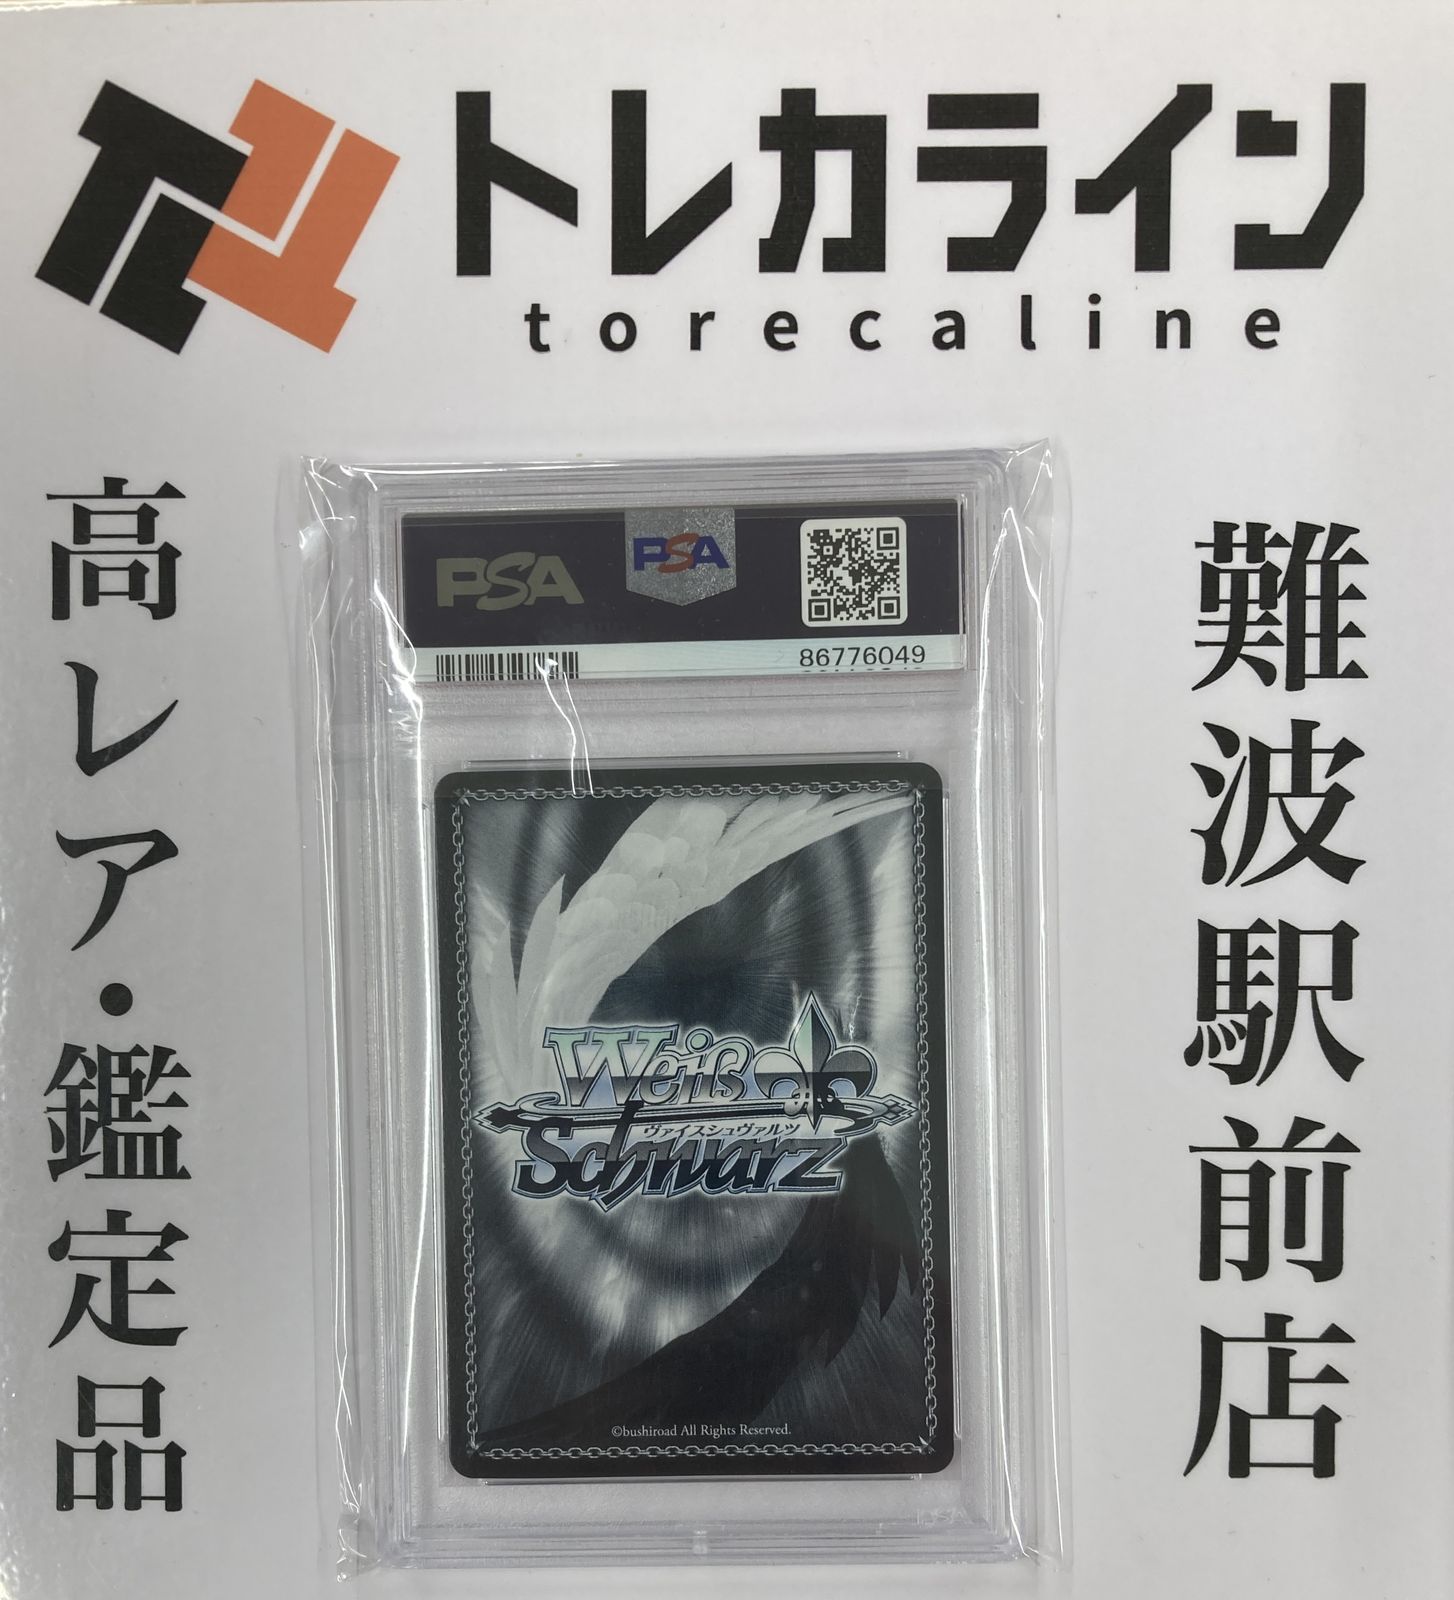 トレカライン
torecaline
高レア・鑑定品
難波駅前店
PSA
PSA
86776049
Weiß
ヴァイスシュヴァルツ
Schwarz
©bushiroad All Rights Reserved.